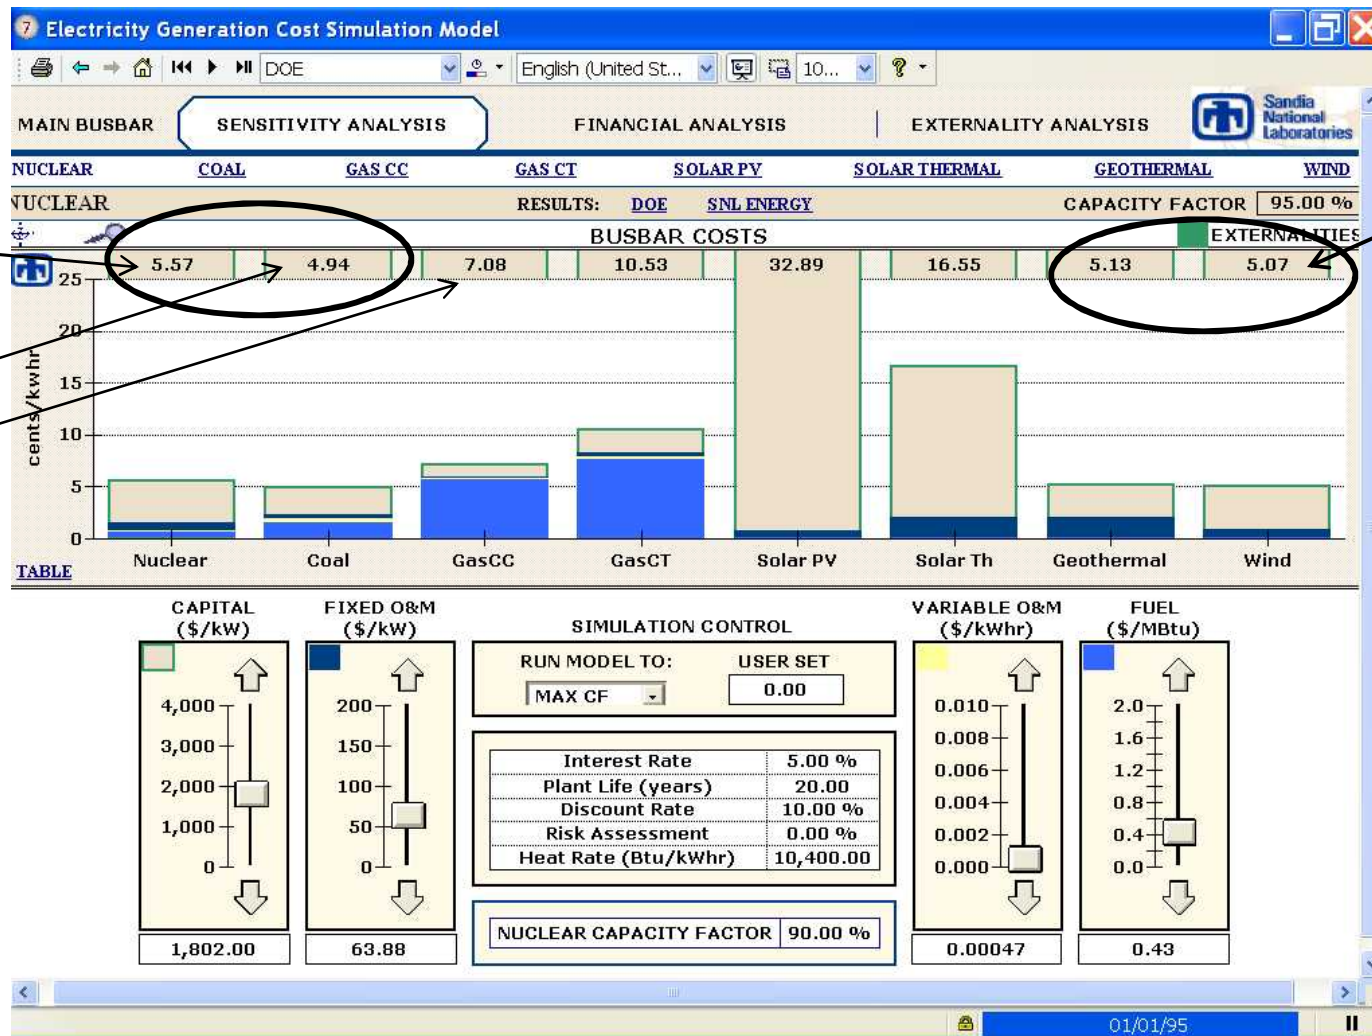 7 Electricity Generation Cost Simulation Model
DOE English (United St... 10... ?
MAIN BUSBAR SENSITIVITY ANALYSIS FINANCIAL ANALYSIS EXTERNALITY ANALYSIS
Sandia
National
Laboratories
NUCLEAR COAL GAS CC GAS CT SOLAR PV SOLAR THERMAL GEOTHERMAL WIND
NUCLEAR RESULTS: DOE SNL ENERGY CAPACITY FACTOR 95.00 %
BUSBAR COSTS EXTERNALITIES
5.57 4.94 7.08 10.53 32.89 16.55 5.13 5.07
25
20
15
10
5
0
cents/kwhr
Nuclear Coal GasCC GasCT Solar PV Solar Th Geothermal Wind
TABLE
CAPITAL
($/kW)
4,000
3,000
2,000
1,000
0
1,802.00
FIXED O&M
($/kW)
200
150
100
50
0
63.88
SIMULATION CONTROL
RUN MODEL TO: USER SET
MAX CF 0.00
Interest Rate 5.00 %
Plant Life (years) 20.00
Discount Rate 10.00 %
Risk Assessment 0.00 %
Heat Rate (Btu/kWhr) 10,400.00
NUCLEAR CAPACITY FACTOR 90.00 %
VARIABLE O&M
($/kWhr)
0.010
0.008
0.006
0.004
0.002
0.000
0.00047
FUEL
($/MBtu)
2.0
1.6
1.2
0.8
0.4
0.0
0.43
01/01/95